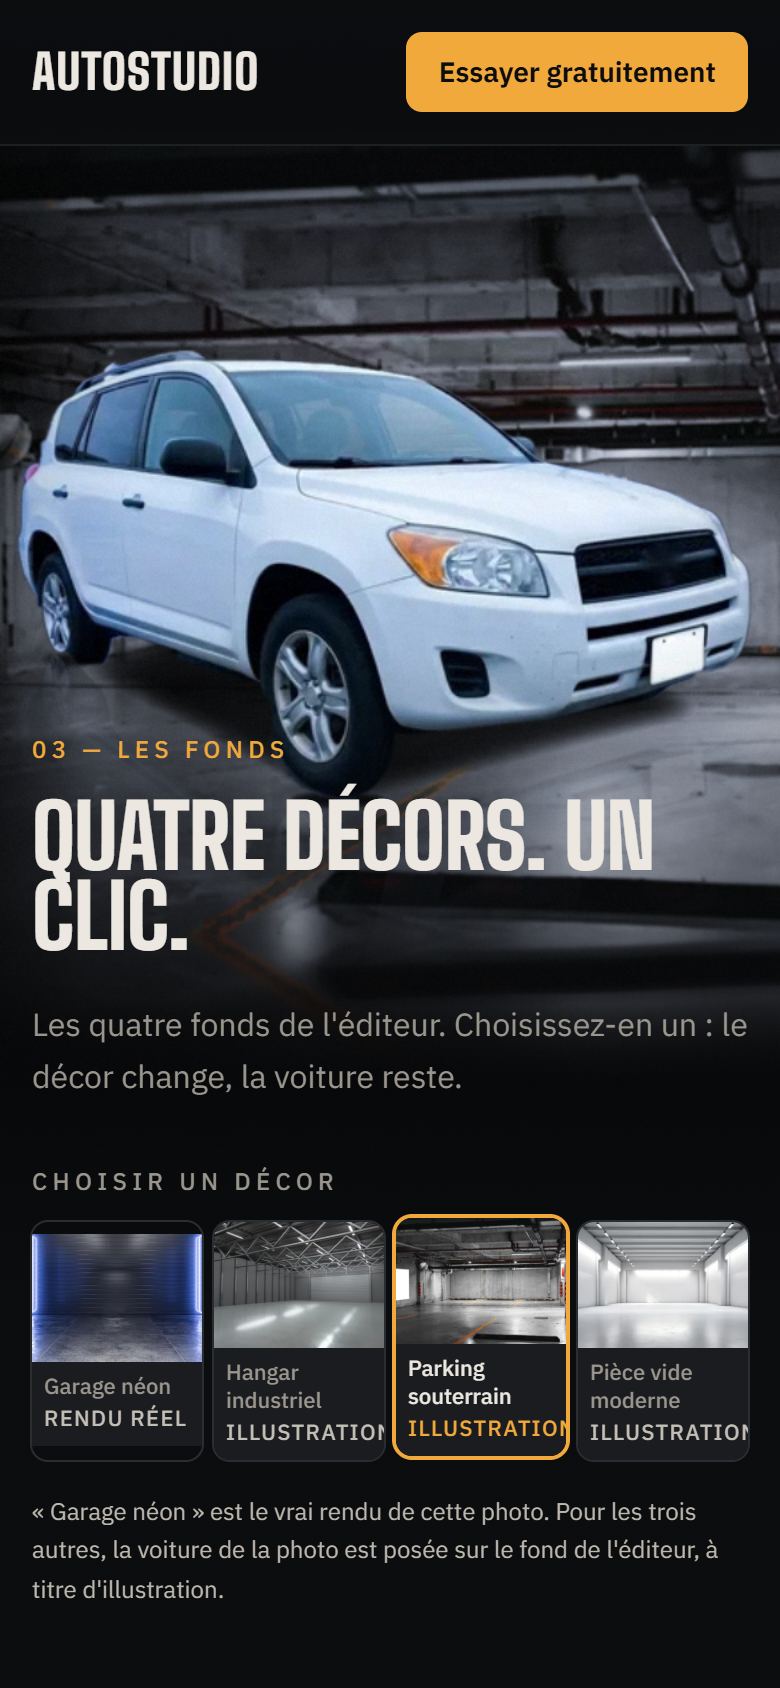 AUTOSTUDIO
Essayer gratuitement
03 — LES FONDS
QUATRE DÉCORS. UN
CLIC.
Les quatre fonds de l'éditeur. Choisissez-en un : le
décor change, la voiture reste.
CHOISIR UN DÉCOR
Garage néon
RENDU RÉEL
Hangar
industriel
ILLUSTRATION
Parking
souterrain
ILLUSTRATION
Pièce vide
moderne
ILLUSTRATION
« Garage néon » est le vrai rendu de cette photo. Pour les trois
autres, la voiture de la photo est posée sur le fond de l'éditeur, à
titre d'illustration.